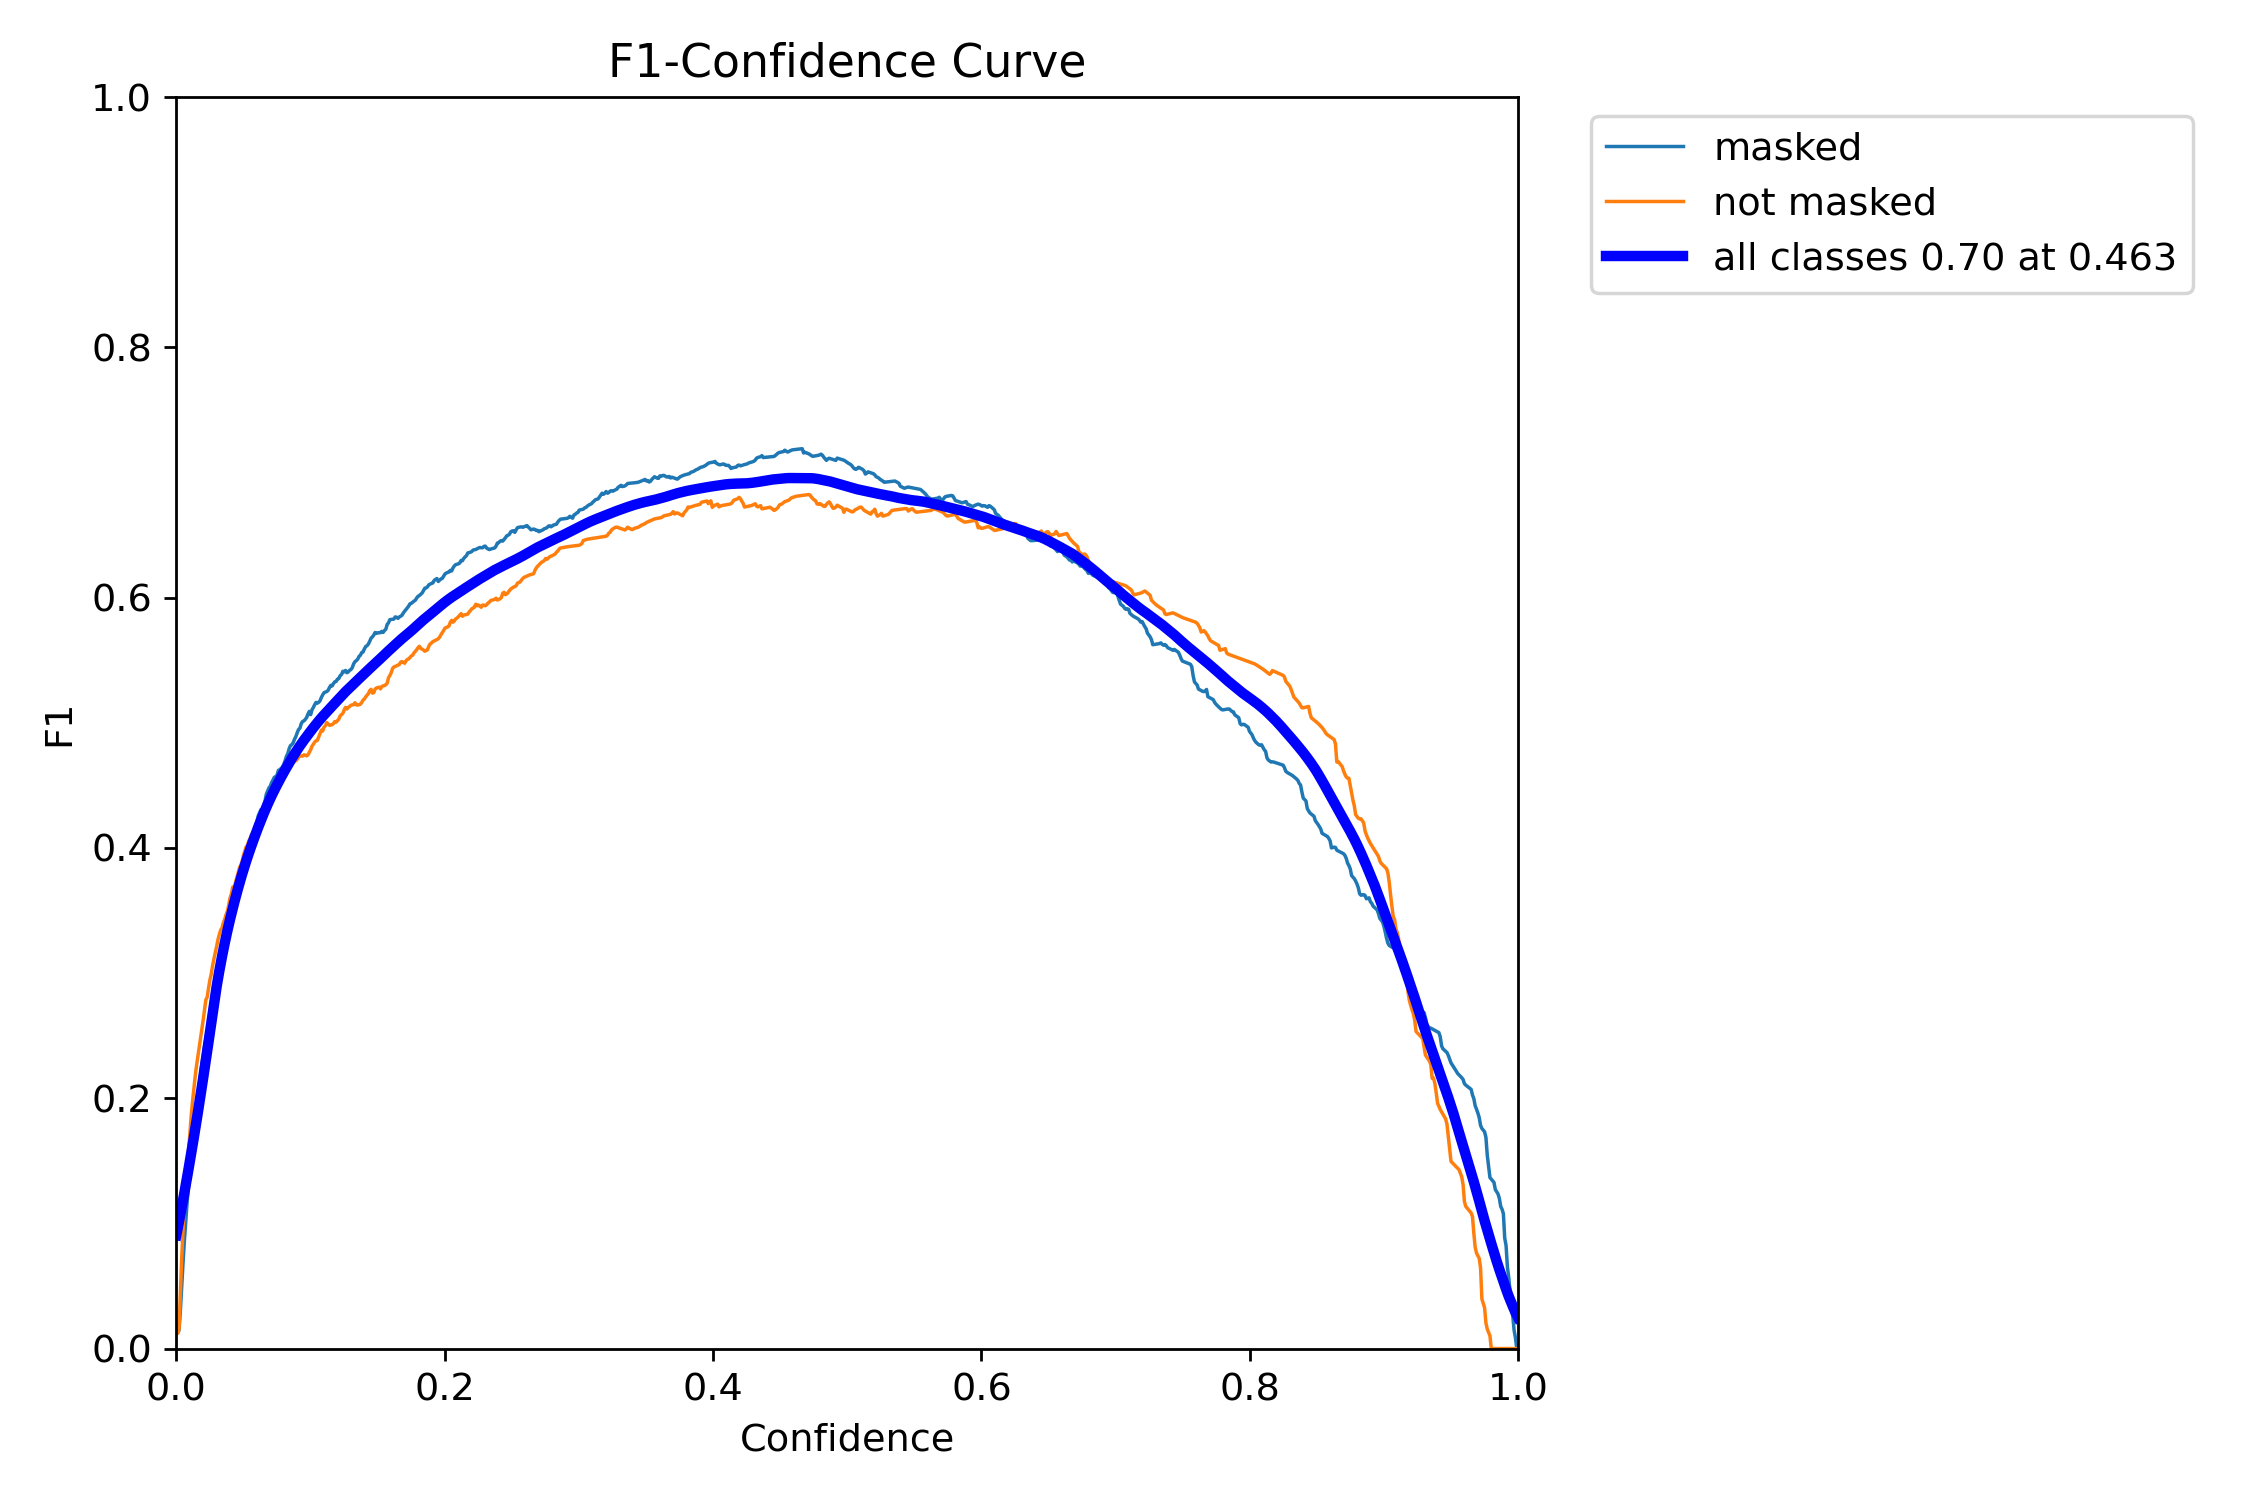 F1-Confidence Curve
1.0
0.8
0.6
0.4
0.2
0.0
F1
0.0 0.2 0.4 0.6 0.8 1.0
Confidence
masked
not masked
all classes 0.70 at 0.463